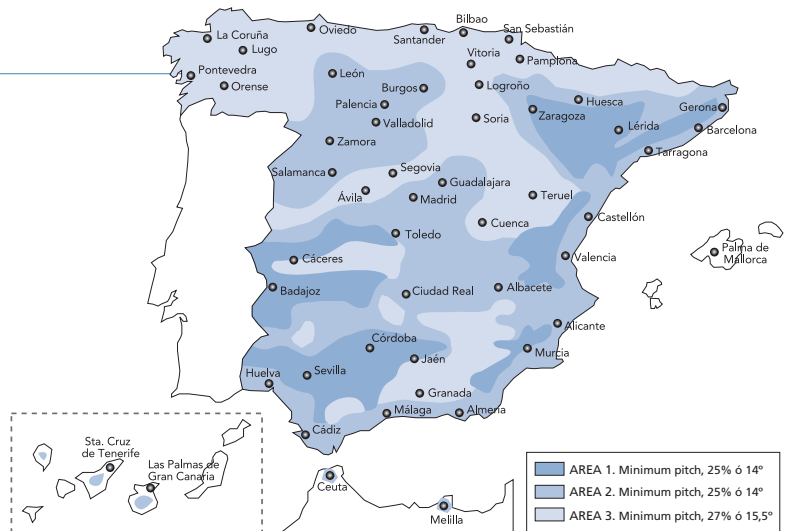 Bilbao
La Coruña
Oviedo
Santander
San Sebastián
Lugo
Vitoria
Pamplona
Pontevedra
León
Orense
Burgos
Logroño
Palencia
Huesca
Gerona
Zaragoza
Valladolid
Soria
Lérida
Barcelona
Zamora
Tarragona
Salamanca
Segovia
Guadalajara
Ávila
Madrid
Teruel
Cuenca
Castellón
Toledo
Palma de
Mallorca
Cáceres
Valencia
Badajoz
Ciudad Real
Albacete
Alicante
Córdoba
Murcia
Jaén
Huelva
Sevilla
Granada
Málaga
Almería
Cádiz
Sta. Cruz
de Tenerife
Las Palmas de
Gran Canaria
Ceuta
Melilla
AREA 1. Minimum pitch, 25% ó 14º
AREA 2. Minimum pitch, 25% ó 14º
AREA 3. Minimum pitch, 27% ó 15,5º